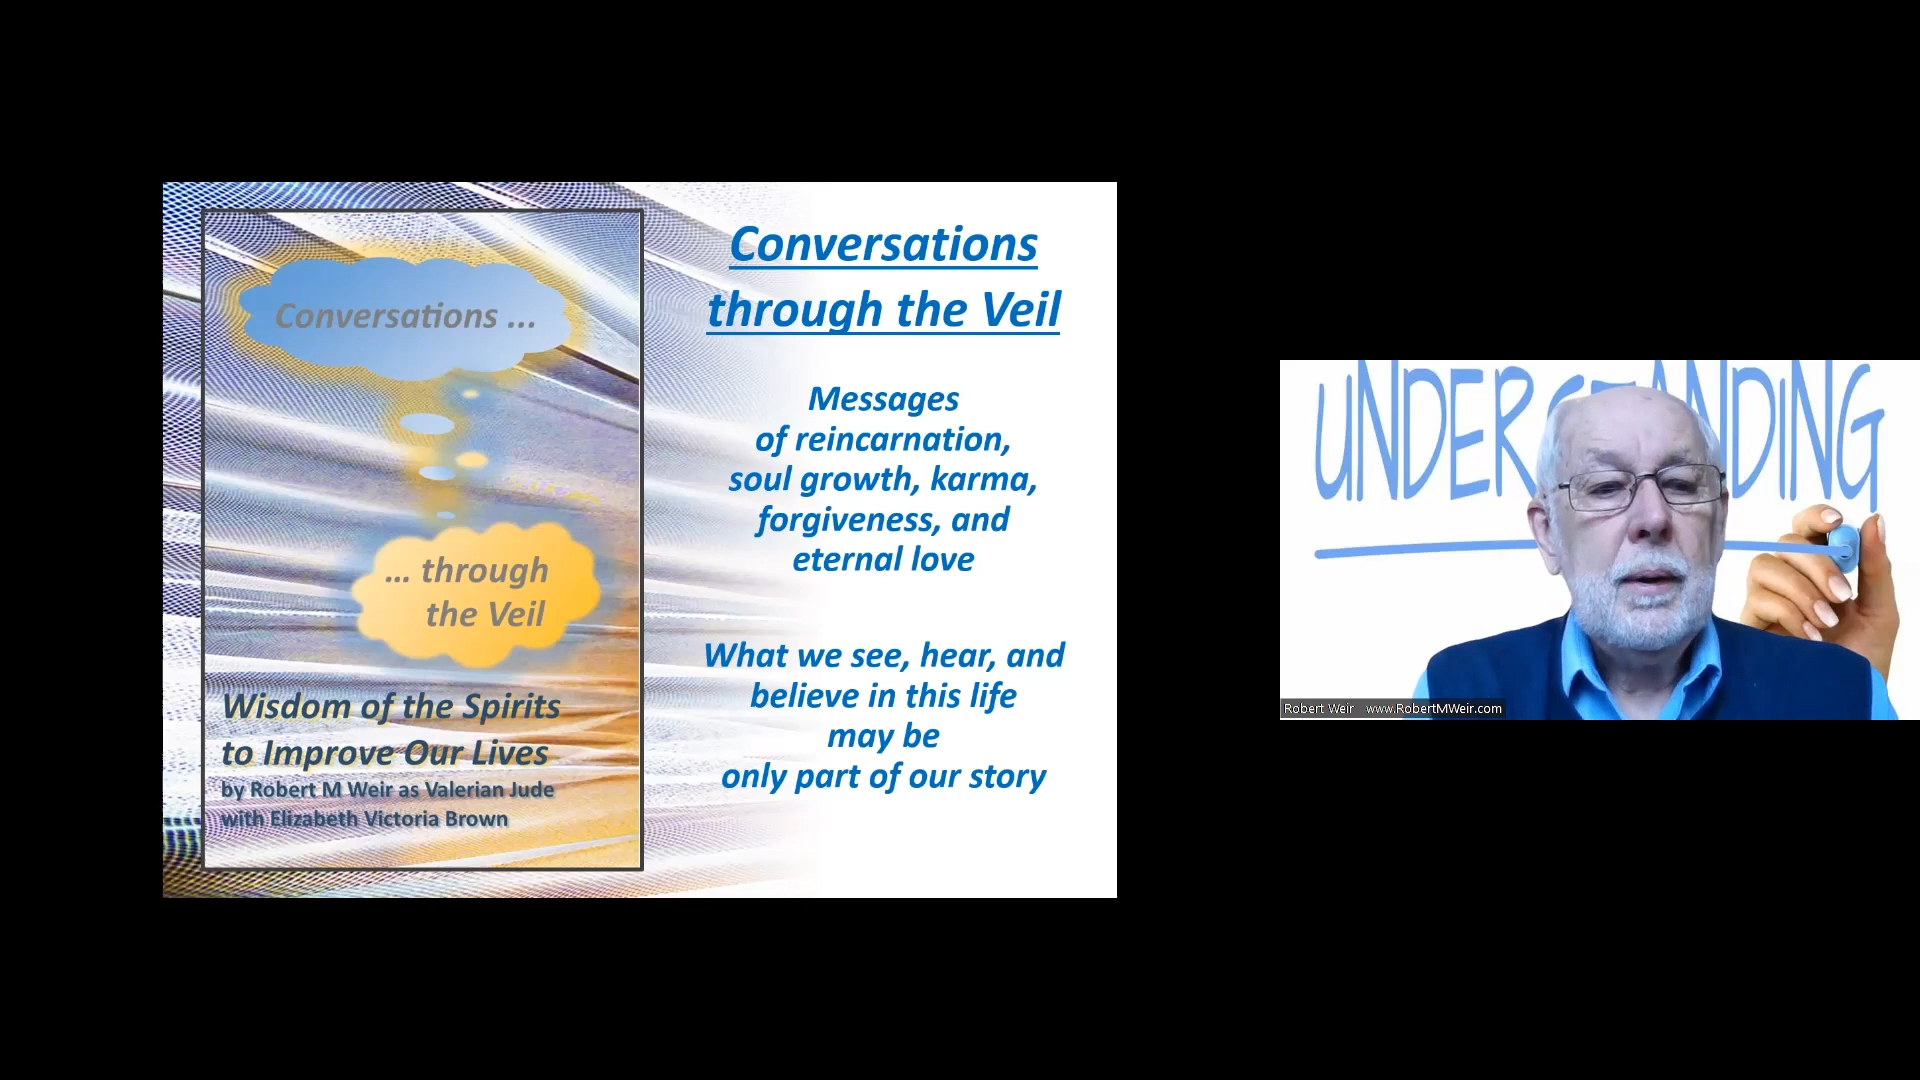 Conversations ...
... through
the Veil
Wisdom of the Spirits
to Improve Our Lives
by Robert M Weir as Valerian Jude
with Elizabeth Victoria Brown
Conversations
through the Veil
Messages
of reincarnation,
soul growth, karma,
forgiveness, and
eternal love
What we see, hear, and
believe in this life
may be
only part of our story
UNDERSTANDING
Robert Weir www.RobertMWeir.com